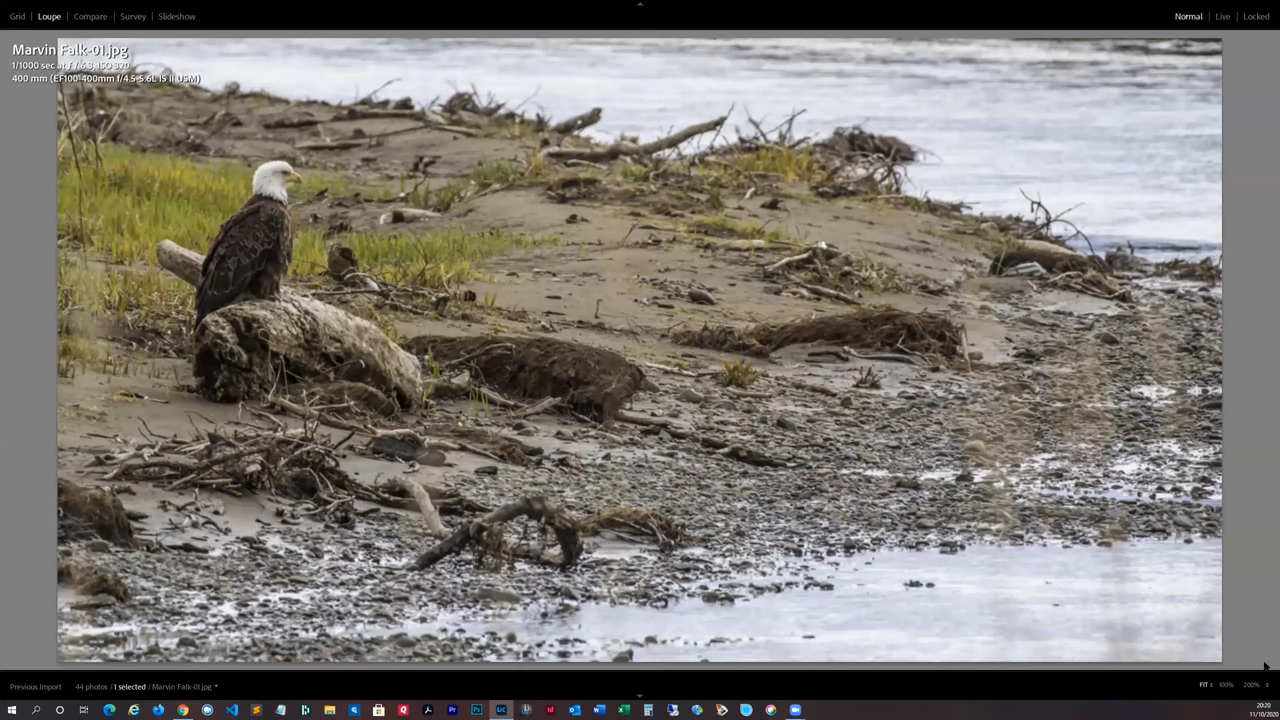 Grid | Loupe | Compare | Survey | Slideshow
Normal | Live | Locked
Marvin Falk-01.jpg
1/1000 sec at f / 6.3, ISO 320
400 mm (EF100-400mm f/4.5-5.6L IS II USM)
Previous Import 44 photos / 1 selected / Marvin Falk-01.jpg
FIT 100% 200%
20:20
11/10/2020